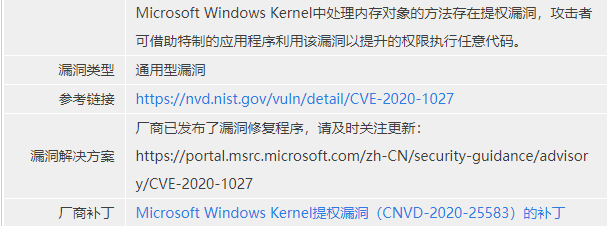 Microsoft Windows Kernel中处理内存对象的方法存在提权漏洞，攻击者
可借助特制的应用程序利用该漏洞以提升的权限执行任意代码。
漏洞类型 通用型漏洞
参考链接 https://nvd.nist.gov/vuln/detail/CVE-2020-1027
厂商已发布了漏洞修复程序，请及时关注更新：
漏洞解决方案 https://portal.msrc.microsoft.com/zh-CN/security-guidance/advisor
y/CVE-2020-1027
厂商补丁 Microsoft Windows Kernel提权漏洞（CNVD-2020-25583）的补丁